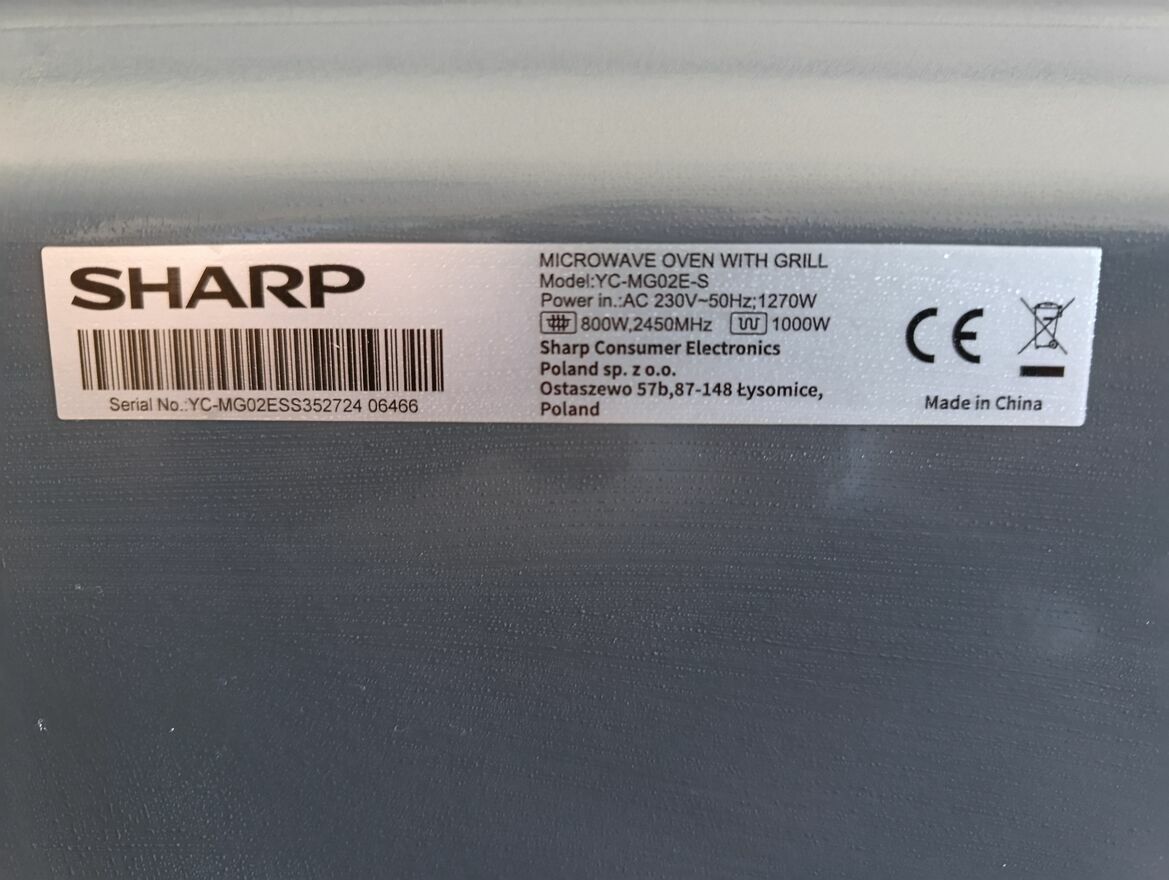 SHARP
Serial No.:YC-MG02ESS352724 06466
MICROWAVE OVEN WITH GRILL
Model:YC-MG02E-S
Power in.:AC 230V~50Hz;1270W
800W,2450MHz 1000W
Sharp Consumer Electronics
Poland sp. z o.o.
Ostaszewo 57b,87-148 Łysomice,
Poland
CE
Made in China